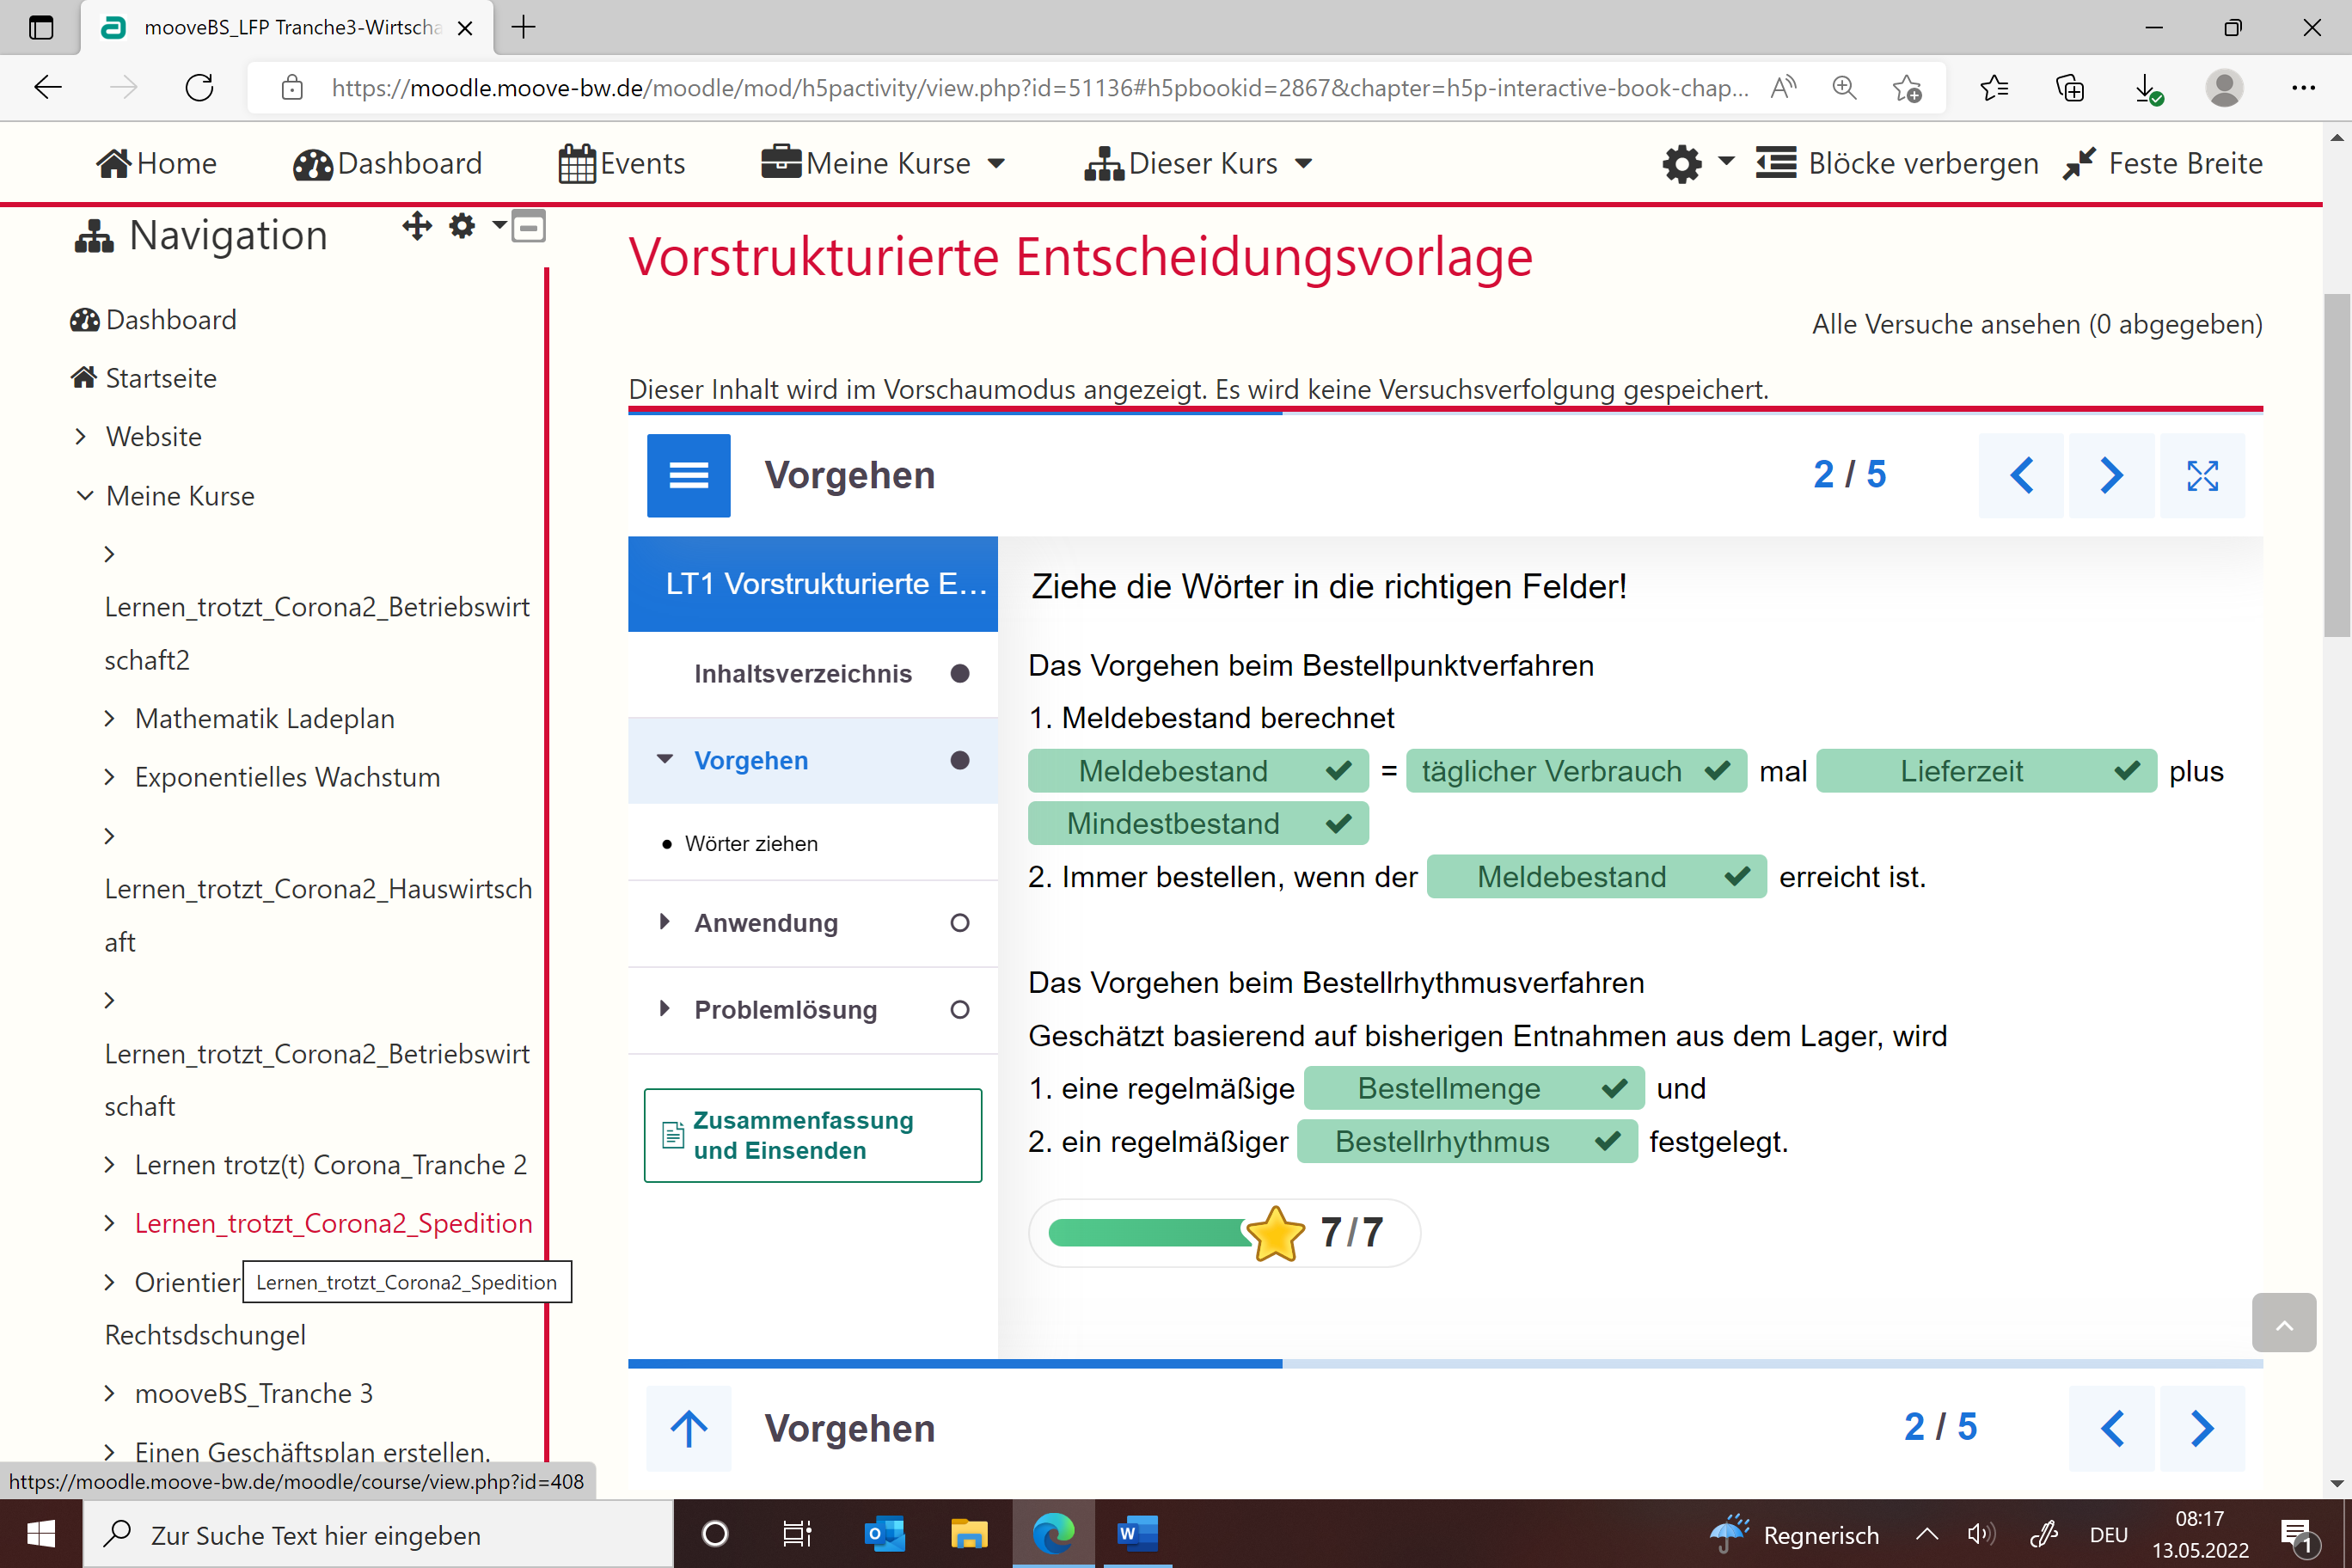 mooveBS_LFP Tranche3-Wirtscha
https://moodle.moove-bw.de/moodle/mod/h5pactivity/view.php?id=51136#h5pbookid=2867&chapter=h5p-interactive-book-chap...
Home Dashboard Events Meine Kurse Dieser Kurs Blöcke verbergen Feste Breite
Navigation
Dashboard
Startseite
Website
Meine Kurse
Lernen_trotzt_Corona2_Betriebswirt
schaft2
Mathematik Ladeplan
Exponentielles Wachstum
Lernen_trotzt_Corona2_Hauswirtsch
aft
Lernen_trotzt_Corona2_Betriebswirt
schaft
Lernen trotz(t) Corona_Tranche 2
Lernen_trotzt_Corona2_Spedition
Orientier
Lernen_trotzt_Corona2_Spedition
Rechtsdschungel
mooveBS_Tranche 3
Einen Geschäftsplan erstellen.
https://moodle.moove-bw.de/moodle/course/view.php?id=408
Vorstrukturierte Entscheidungsvorlage
Alle Versuche ansehen (0 abgegeben)
Dieser Inhalt wird im Vorschaumodus angezeigt. Es wird keine Versuchsverfolgung gespeichert.
Vorgehen 2 / 5
LT1 Vorstrukturierte E...
Inhaltsverzeichnis
Vorgehen
Wörter ziehen
Anwendung
Problemlösung
Zusammenfassung
und Einsenden
Ziehe die Wörter in die richtigen Felder!
Das Vorgehen beim Bestellpunktverfahren
1. Meldebestand berechnet
Meldebestand = täglicher Verbrauch mal Lieferzeit plus
Mindestbestand
2. Immer bestellen, wenn der Meldebestand erreicht ist.
Das Vorgehen beim Bestellrhythmusverfahren
Geschätzt basierend auf bisherigen Entnahmen aus dem Lager, wird
1. eine regelmäßige Bestellmenge und
2. ein regelmäßiger Bestellrhythmus festgelegt.
7/7
Vorgehen 2 / 5
Zur Suche Text hier eingeben
Regnerisch
DEU
08:17
13.05.2022
1